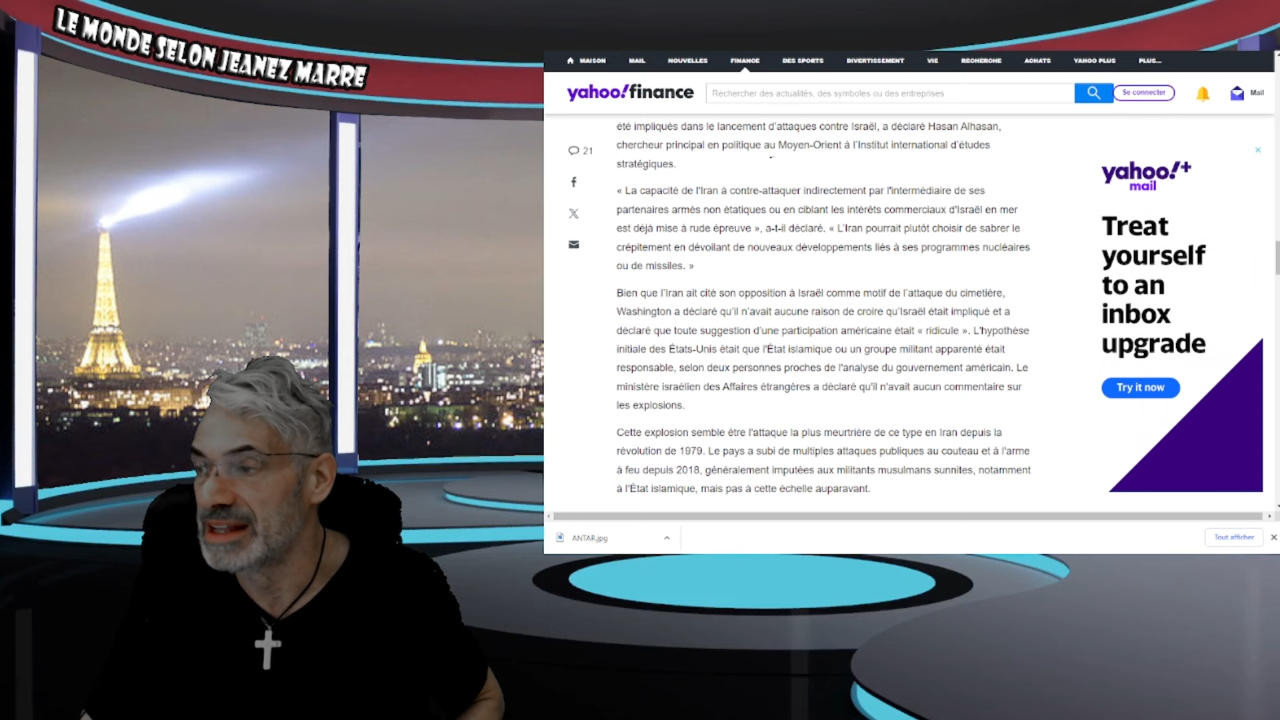 LE MONDE SELON JEANEZ MARRE
MAISON MAIL NOUVELLES FINANCE DES SPORTS DIVERTISSEMENT VIE RECHERCHE ACHATS YAHOO PLUS PLUS...
yahoo!finance
Rechercher des actualités, des symboles ou des entreprises
Se connecter
Mail
été impliqués dans le lancement d'attaques contre Israël, a déclaré Hasan Alhasan,
chercheur principal en politique au Moyen-Orient à l'Institut international d'études
stratégiques.
21
« La capacité de l'Iran à contre-attaquer indirectement par l'intermédiaire de ses
partenaires armés non étatiques ou en ciblant les intérêts commerciaux d'Israël en mer
est déjà mise à rude épreuve », a-t-il déclaré. « L'Iran pourrait plutôt choisir de sabrer le
crépitement en dévoilant de nouveaux développements liés à ses programmes nucléaires
ou de missiles. »
Bien que l'Iran ait cité son opposition à Israël comme motif de l'attaque du cimetière,
Washington a déclaré qu'il n'avait aucune raison de croire qu'Israël était impliqué et a
déclaré que toute suggestion d'une participation américaine était « ridicule ». L'hypothèse
initiale des États-Unis était que l'État islamique ou un groupe militant apparenté était
responsable, selon deux personnes proches de l'analyse du gouvernement américain. Le
ministère israélien des Affaires étrangères a déclaré qu'il n'avait aucun commentaire sur
les explosions.
Cette explosion semble être l'attaque la plus meurtrière de ce type en Iran depuis la
révolution de 1979. Le pays a subi de multiples attaques publiques au couteau et à l'arme
à feu depuis 2018, généralement imputées aux militants musulmans sunnites, notamment
à l'État islamique, mais pas à cette échelle auparavant.
yahoo!+
mail
Treat
yourself
to an
inbox
upgrade
Try it now
ANTAR.jpg
Tout afficher